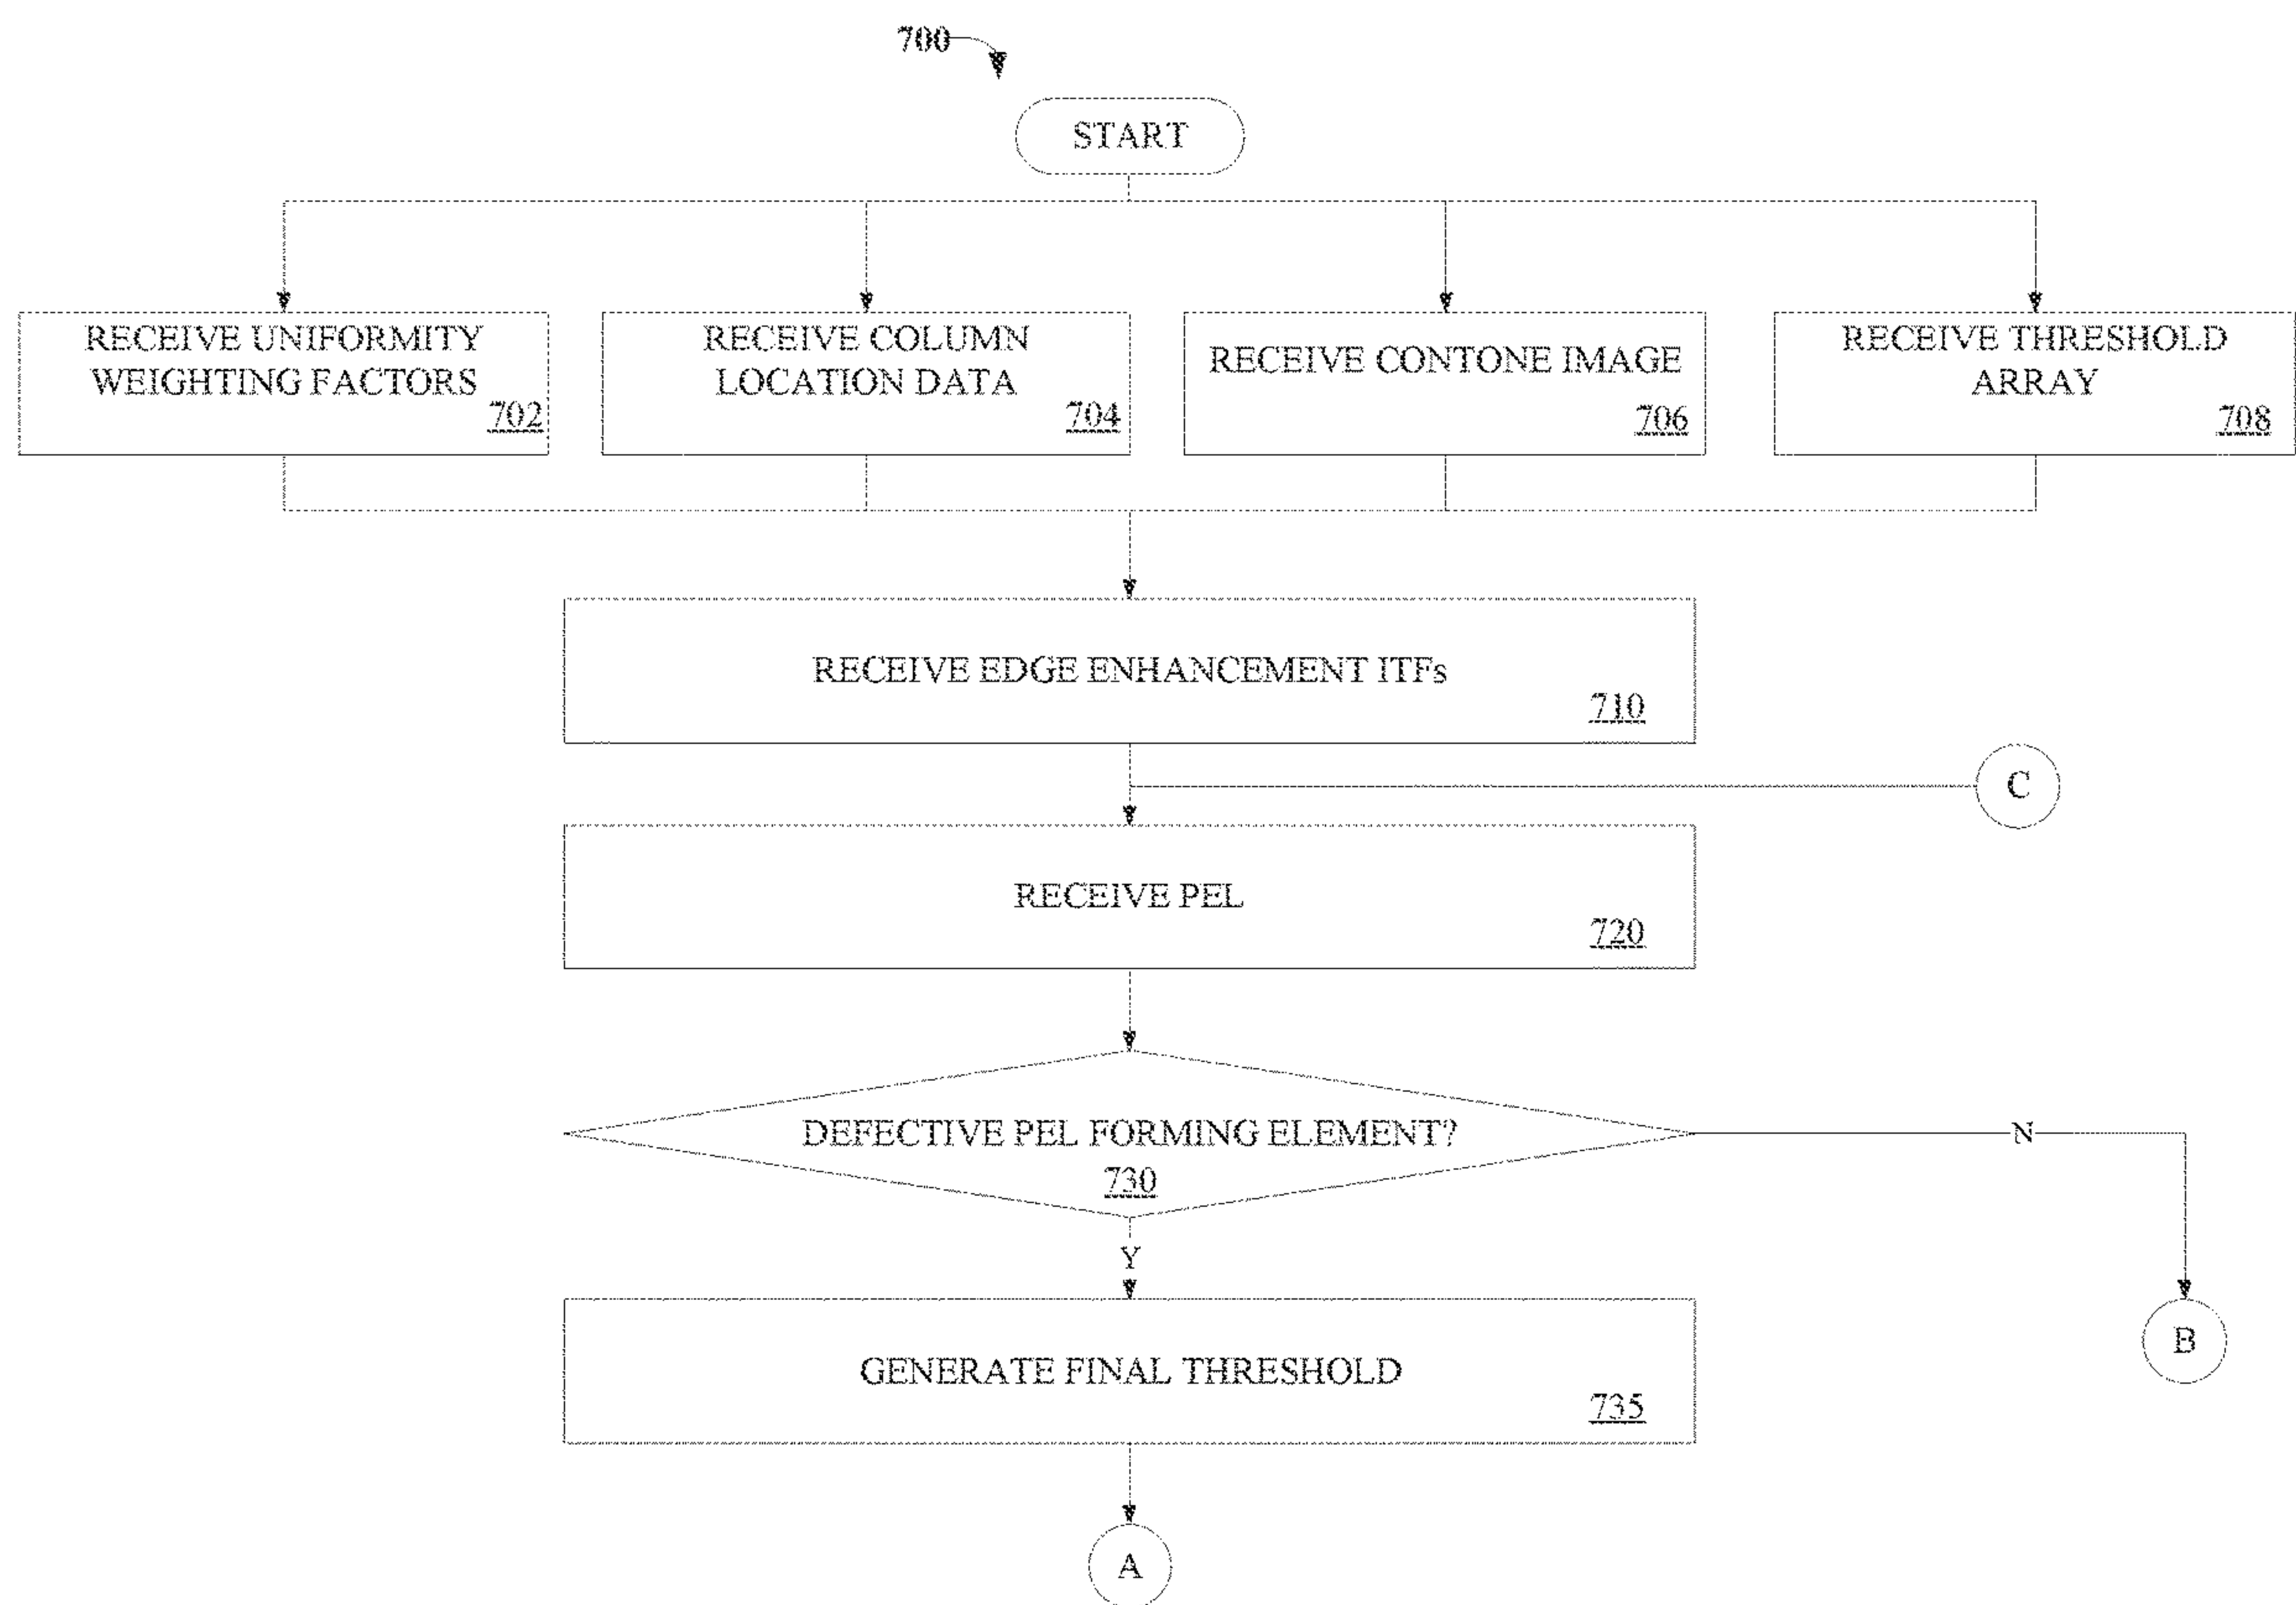 700
START
RECEIVE UNIFORMITY
WEIGHTING FACTORS
702
RECEIVE COLUMN
LOCATION DATA
704
RECEIVE CONTONE IMAGE
706
RECEIVE THRESHOLD
ARRAY
708
RECEIVE EDGE ENHANCEMENT ITFs
710
C
RECEIVE PEL
720
DEFECTIVE PEL FORMING ELEMENT?
730
N
Y
B
GENERATE FINAL THRESHOLD
735
A